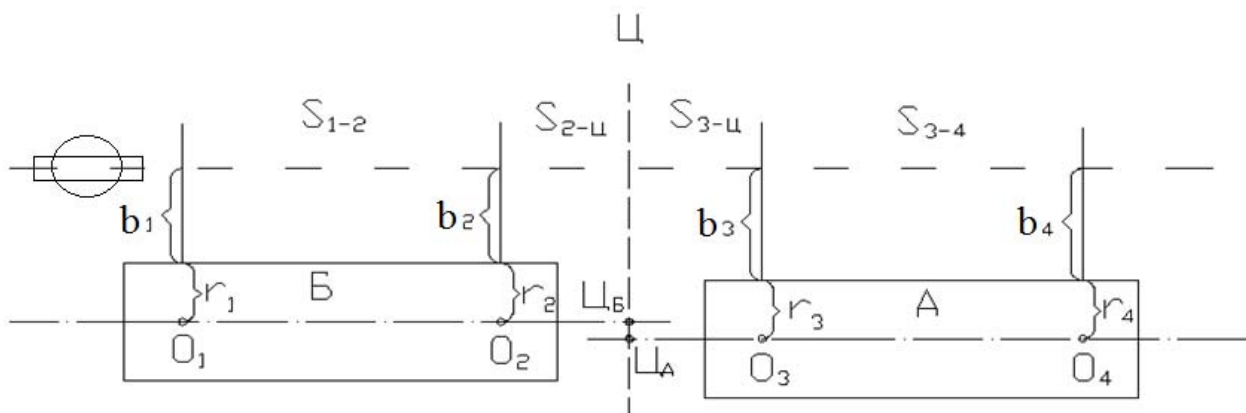 Ц
S₁₋₂ S₂₋ц S₃₋ц S₃₋₄
b₁ b₂ b₃ b₄
r₁ Б r₂ Цб r₃ А r₄
O₁ O₂ Цᴀ O₃ O₄